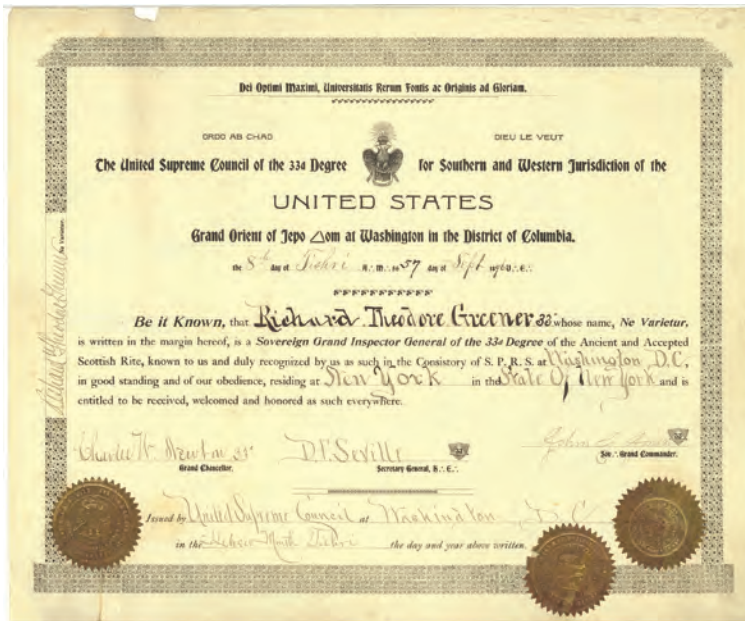 Dei Optimi Maximi, Universitatis Rerum Fontis ac Originis ad Gloriam.
ORDO AB CHAO
DIEU LE VEUT
The United Supreme Council of the 33d Degree for Southern and Western Jurisdiction of the
UNITED STATES
Grand Orient of Jepo △om at Washington in the District of Columbia.
the 8th day of Tishri A∴M∴ 57 day of Sept
Be it Known, that Richard Theodore Greener 33° whose name, Ne Varietur,
is written in the margin hereof, is a Sovereign Grand Inspector General of the 33d Degree of the Ancient and Accepted
Scottish Rite, known to us and duly recognized by us as such in the Consistory of S. P. R. S. at Washington D.C.
in good standing and of our obedience, residing at New York in the State Of New York and is
entitled to be received, welcomed and honored as such everywhere.
Charles W. Newton 33° D.F. Seville John
Grand Chancellor. Secretary General, H∴E∴ Sov∴ Grand Commander.
Issued by United Supreme Council at Washington D.C.
in the Hebrew Month Tishri the day and year above written.
Richard Theodore Greener
Ne Varietur.